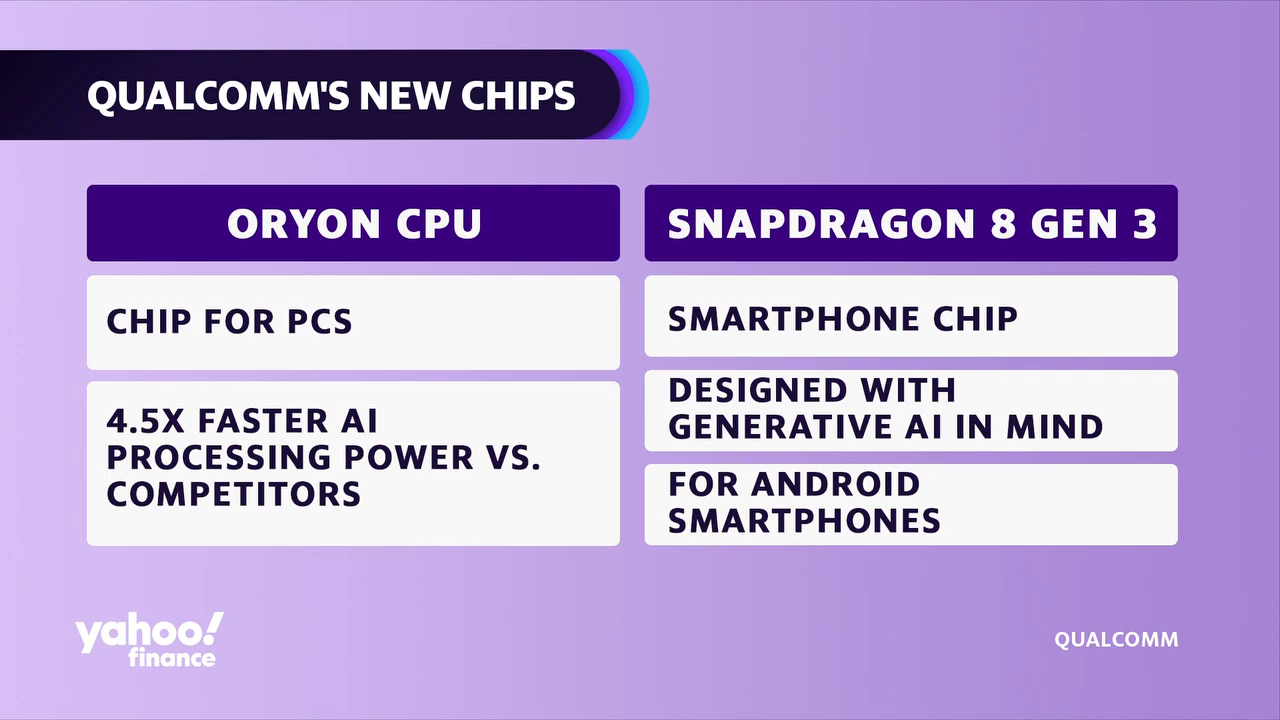 QUALCOMM'S NEW CHIPS
ORYON CPU
CHIP FOR PCS
4.5X FASTER AI
PROCESSING POWER VS.
COMPETITORS
SNAPDRAGON 8 GEN 3
SMARTPHONE CHIP
DESIGNED WITH
GENERATIVE AI IN MIND
FOR ANDROID
SMARTPHONES
yahoo!
finance
QUALCOMM